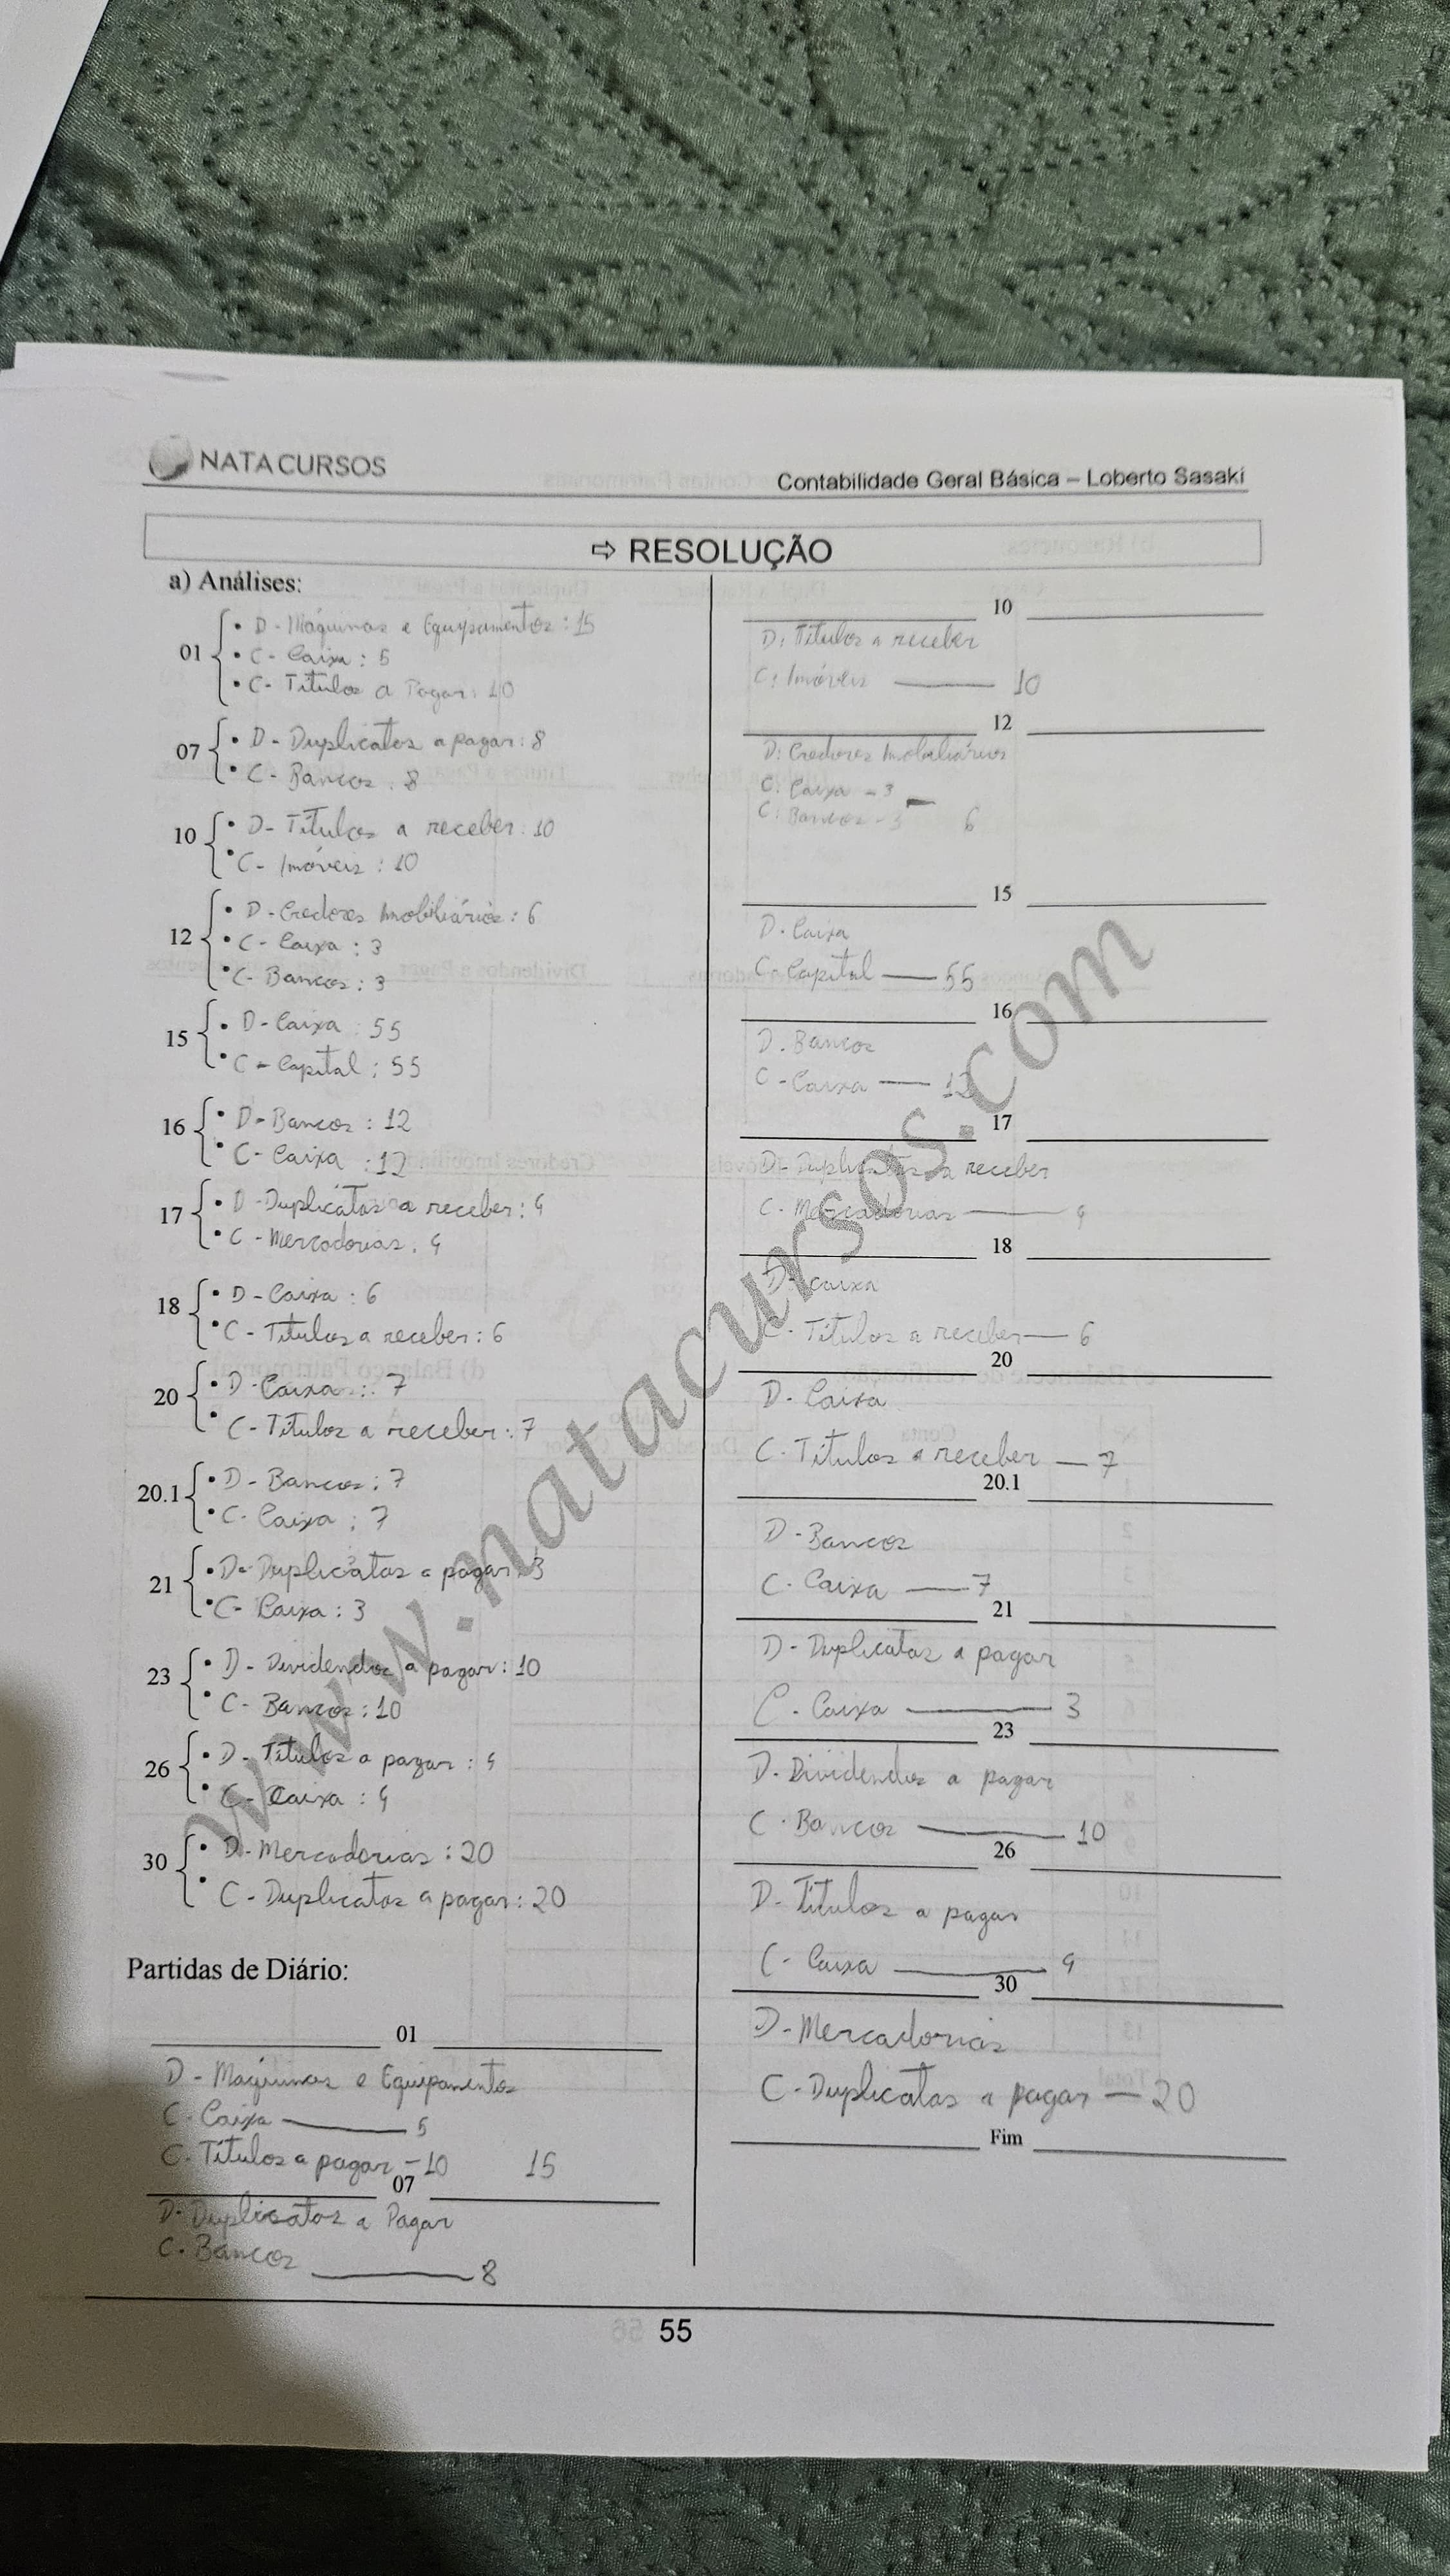 NATA CURSOS
Contabilidade Geral Básica – Loberto Sasaki
⇨ RESOLUÇÃO
a) Análises:
01
• D - Máquinas e Equipamentos : 15
• C - Caixa : 5
• C - Títulos a Pagar : 10
07
• D - Duplicatas a pagar : 8
• C - Bancos : 8
10
• D - Títulos a receber : 10
• C - Imóveis : 10
12
• D - Credores Imobiliários : 6
• C - Caixa : 3
• C - Bancos : 3
15
• D - Caixa : 55
• C - Capital : 55
16
• D - Bancos : 12
• C - Caixa : 12
17
• D - Duplicatas a receber : 4
• C - Mercadorias : 4
18
• D - Caixa : 6
• C - Títulos a receber : 6
20
• D - Caixa : 7
• C - Títulos a receber : 7
20.1
• D - Bancos : 7
• C - Caixa : 7
21
• D - Duplicatas a pagar : 3
• C - Caixa : 3
23
• D - Dividendos a pagar : 10
• C - Bancos : 10
26
• D - Títulos a pagar : 4
• C - Caixa : 4
30
• D - Mercadorias : 20
• C - Duplicatas a pagar : 20
Partidas de Diário:
01
D - Máquinas e Equipamentos
C - Caixa — 5
C - Títulos a pagar - 10 15
07
D - Duplicatas a Pagar
C - Bancos — 8
10
D: Títulos a receber
C: Imóveis — 10
12
D: Credores Imobiliários
C: Caixa - 3
C: Bancos - 3 — 6
15
D - Caixa
C - Capital — 55
16
D - Bancos
C - Caixa — 12
17
D - Duplicatas a receber
C - Mercadorias — 4
18
D - Caixa
C - Títulos a receber — 6
20
D - Caixa
C - Títulos a receber — 7
20.1
D - Bancos
C - Caixa — 7
21
D - Duplicatas a pagar
C - Caixa — 3
23
D - Dividendos a pagar
C - Bancos — 10
26
D - Títulos a pagar
C - Caixa — 4
30
D - Mercadorias
C - Duplicatas a pagar — 20
Fim
www.natacursos.com
55